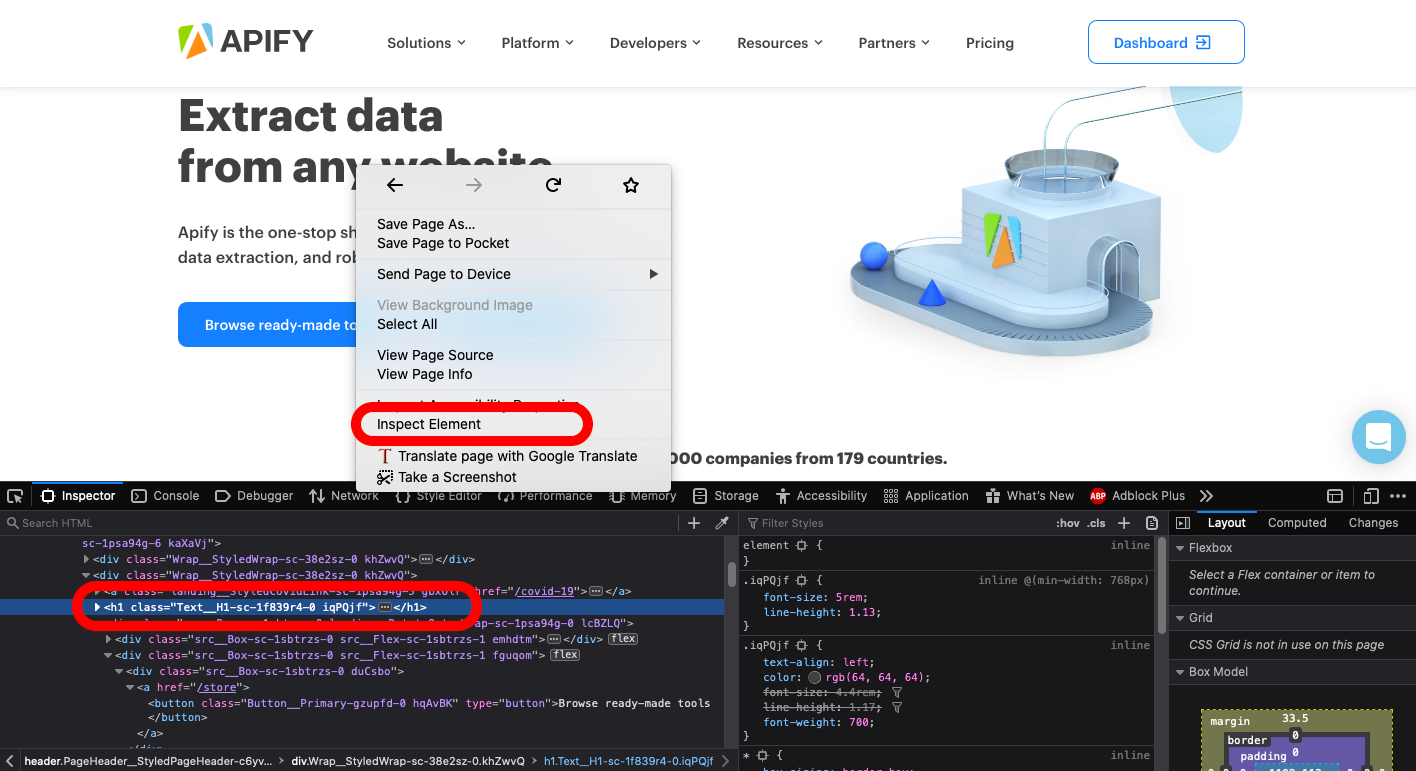 APIFY
Solutions
Platform
Developers
Resources
Partners
Pricing
Dashboard
Extract data
from any website
Apify is the one-stop sh
data extraction, and rob
Browse ready-made to
000 companies from 179 countries.
Save Page As...
Save Page to Pocket
Send Page to Device
View Background Image
Select All
View Page Source
View Page Info
Inspect Accessibility Properties
Inspect Element
Translate page with Google Translate
Take a Screenshot
Inspector
Console
Debugger
Network
Style Editor
Performance
Memory
Storage
Accessibility
Application
What's New
ABP Adblock Plus
Search HTML
sc-1psa94g-6 kaXaVj">
<div class="Wrap__StyledWrap-sc-38e2sz-0 khZwvQ"></div>
<div class="Wrap__StyledWrap-sc-38e2sz-0 khZwvQ">
href="/covid-19"></a>
<h1 class="Text__H1-sc-1f839r4-0 iqPQjf"></h1>
ap-sc-1psa94g-0 lcBZLQ">
<div class="src__Box-sc-1sbtrzs-0 src__Flex-sc-1sbtrzs-1 emhdtm"></div> flex
<div class="src__Box-sc-1sbtrzs-0 src__Flex-sc-1sbtrzs-1 fguqom"> flex
<div class="src__Box-sc-1sbtrzs-0 duCsbo">
<a href="/store">
<button class="Button__Primary-gzupfd-0 hqAvBK" type="button">Browse ready-made tools
</button>
</a>
header.PageHeader__StyledPageHeader-c6yv...
div.Wrap__StyledWrap-sc-38e2sz-0.khZwvQ
h1.Text__H1-sc-1f839r4-0.iqPQjf
Filter Styles
:hov .cls
element { inline
}
.iqPQjf { inline @(min-width: 768px)
font-size: 5rem;
line-height: 1.13;
}
.iqPQjf { inline
text-align: left;
color: rgb(64, 64, 64);
font-size: 4.4rem;
line-height: 1.17;
font-weight: 700;
}
* { inline
Layout
Computed
Changes
Flexbox
Select a Flex container or item to
continue.
Grid
CSS Grid is not in use on this page
Box Model
margin
33.5
border
0
padding
0